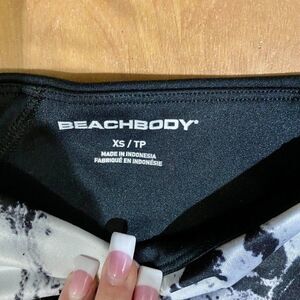 BEACHBODY®
XS / TP
MADE IN INDONESIA
FABRIQUÉ EN INDONÉSIE